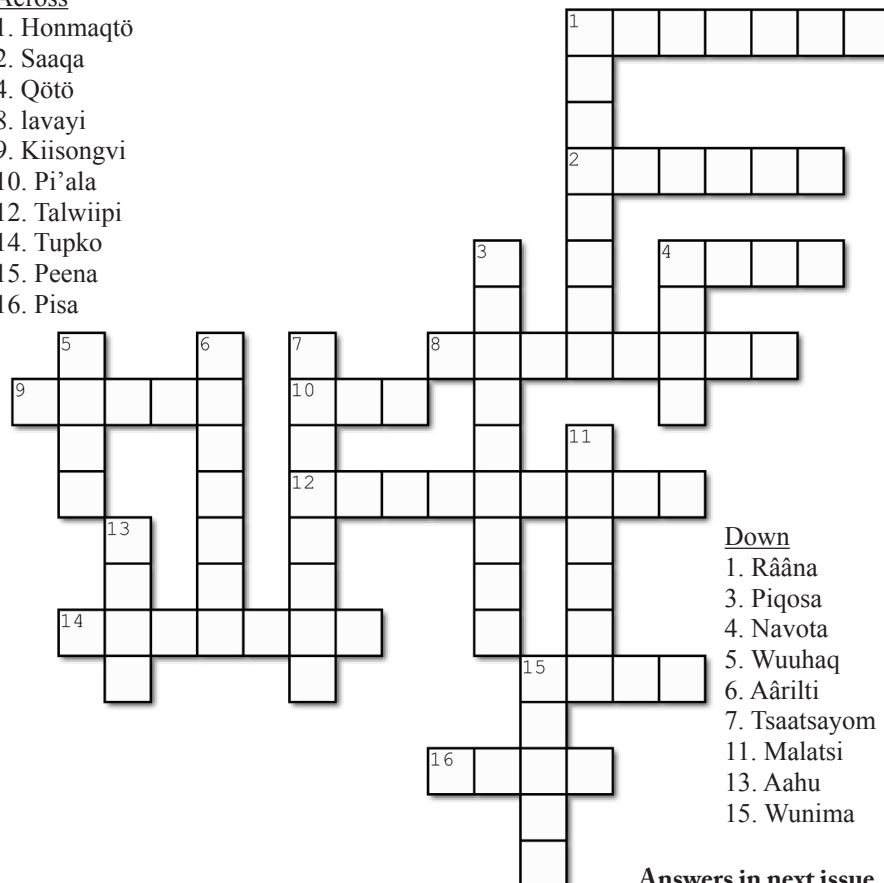 Across
1. Honmaqtö
2. Saaqa
4. Qötö
8. lavayi
9. Kiisongvi
10. Pi’ala
12. Talwiipi
14. Tupko
15. Peena
16. Pisa
1
2
3
4
5
6
7
8
9
10
11
12
13
14
15
16
Down
1. Rââna
3. Piqosa
4. Navota
5. Wuuhaq
6. Aârilti
7. Tsaatsayom
11. Malatsi
13. Aahu
15. Wunima
Answers in next issue